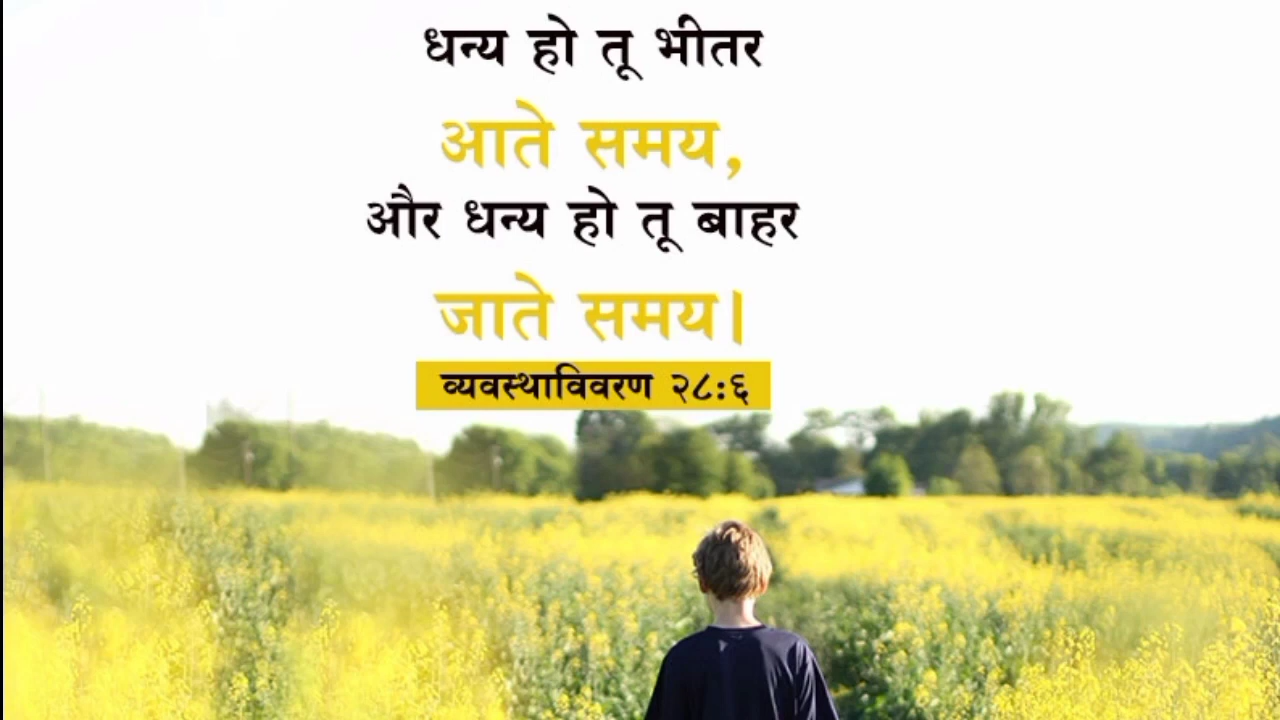 धन्य हो तू भीतर
आते समय,
और धन्य हो तू बाहर
जाते समय।
व्यवस्थाविवरण २८:६